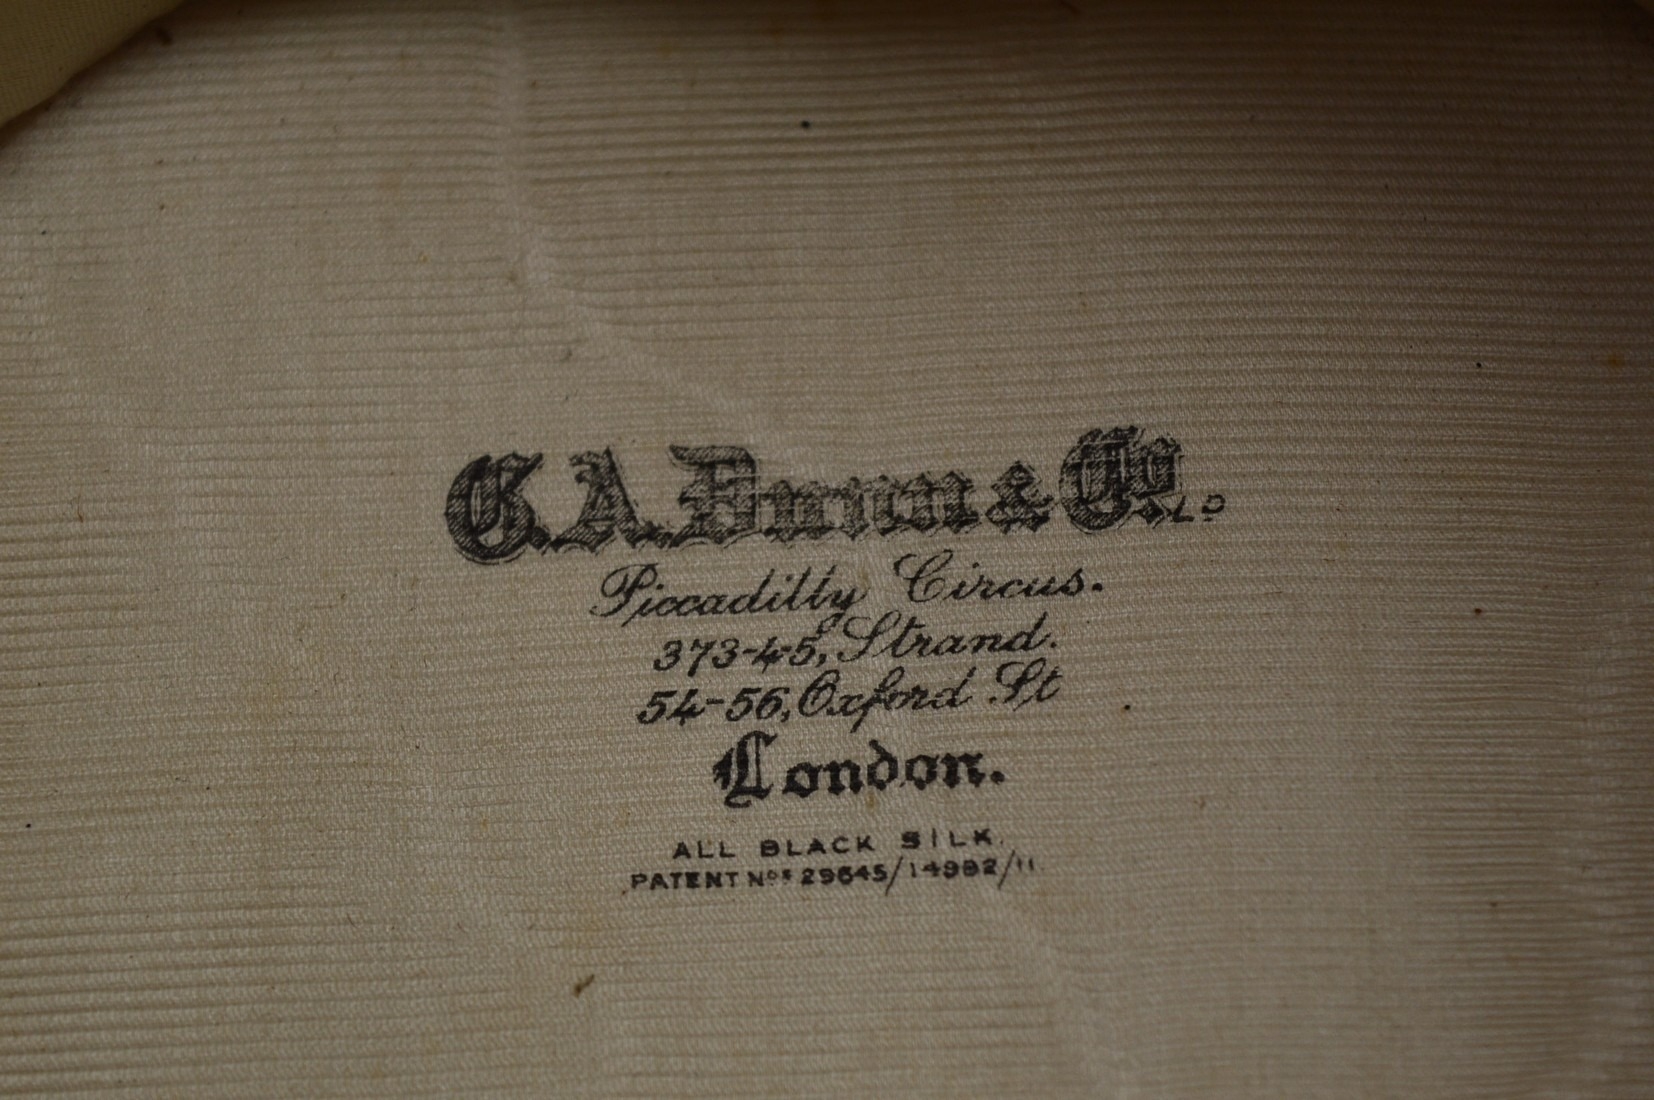 G.A. Dunn & Co. LD
Piccadilly Circus.
373-4-5, Strand.
54-56, Oxford St
London.
ALL BLACK SILK.
PATENT Nos 29645/14982/11